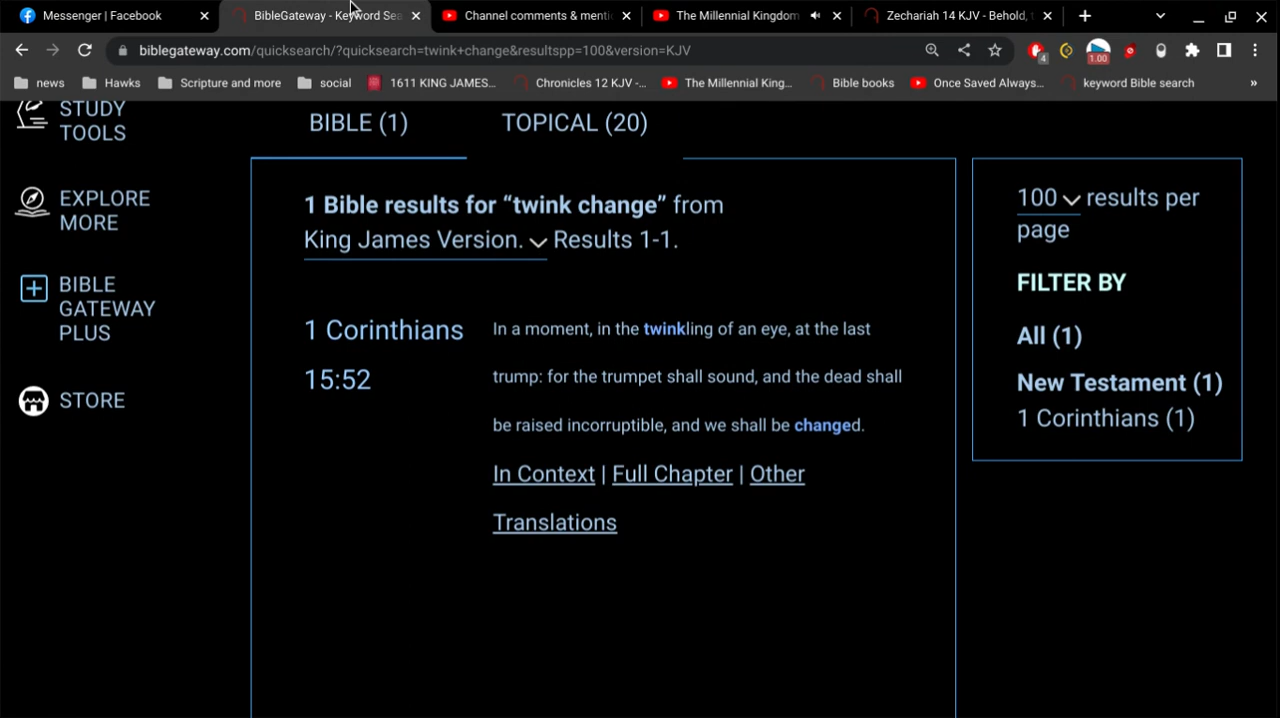 Messenger | Facebook
BibleGateway - Keyword Sea
Channel comments & menti
The Millennial Kingdom
Zechariah 14 KJV - Behold, t
biblegateway.com/quicksearch/?quicksearch=twink+change&resultspp=100&version=KJV
4
1.00
news
Hawks
Scripture and more
social
1611 KING JAMES...
Chronicles 12 KJV -...
The Millennial King...
Bible books
Once Saved Always...
keyword Bible search
»
STUDY
TOOLS
EXPLORE
MORE
BIBLE
GATEWAY
PLUS
STORE
BIBLE (1)
TOPICAL (20)
1 Bible results for “twink change” from
King James Version. Results 1-1.
1 Corinthians
15:52
In a moment, in the twinkling of an eye, at the last
trump: for the trumpet shall sound, and the dead shall
be raised incorruptible, and we shall be changed.
In Context | Full Chapter | Other
Translations
100 results per
page
FILTER BY
All (1)
New Testament (1)
1 Corinthians (1)